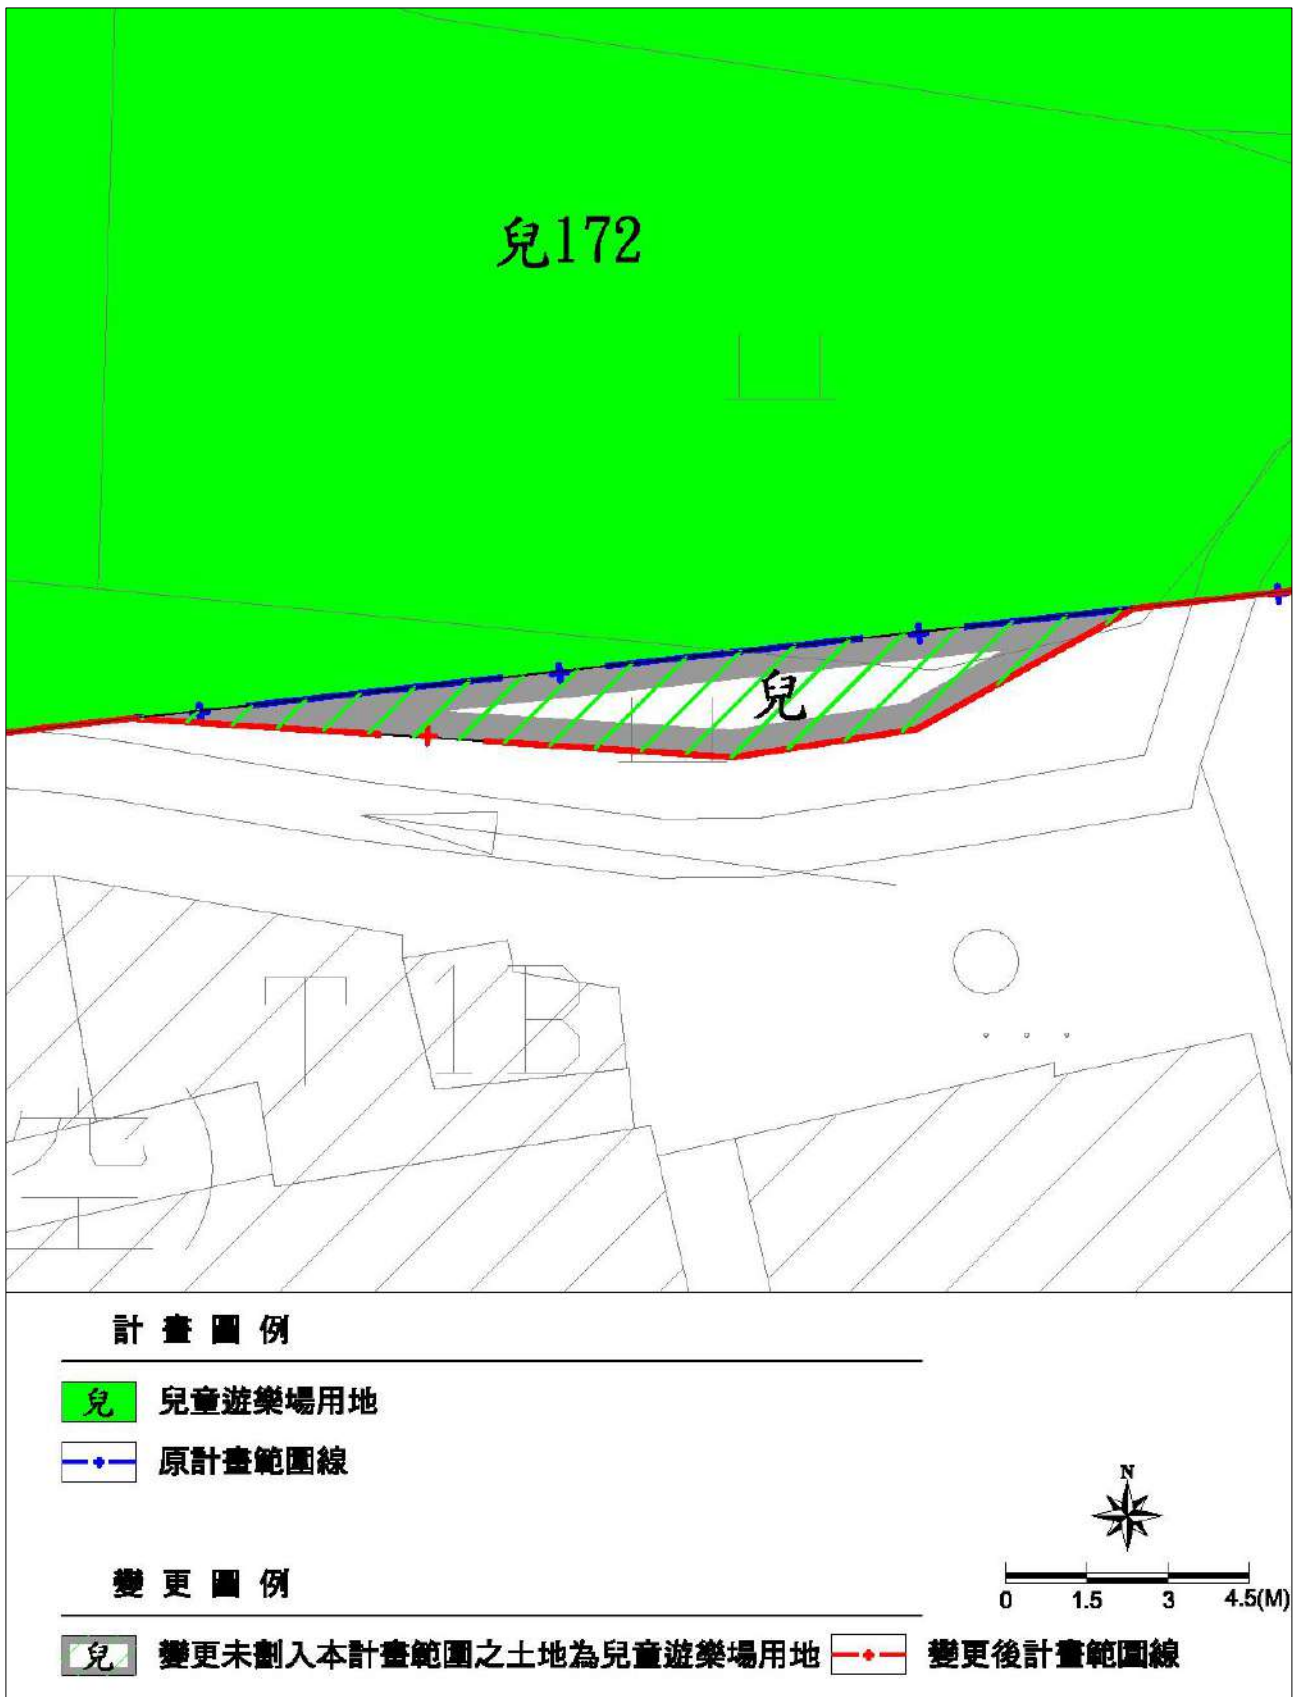 兒172
兒
T 1B
計畫圖例
兒 兒童遊樂場用地
原計畫範圍線
N
變更圖例
0 1.5 3 4.5(M)
兒 變更未劃入本計畫範圍之土地為兒童遊樂場用地 變更後計畫範圍線